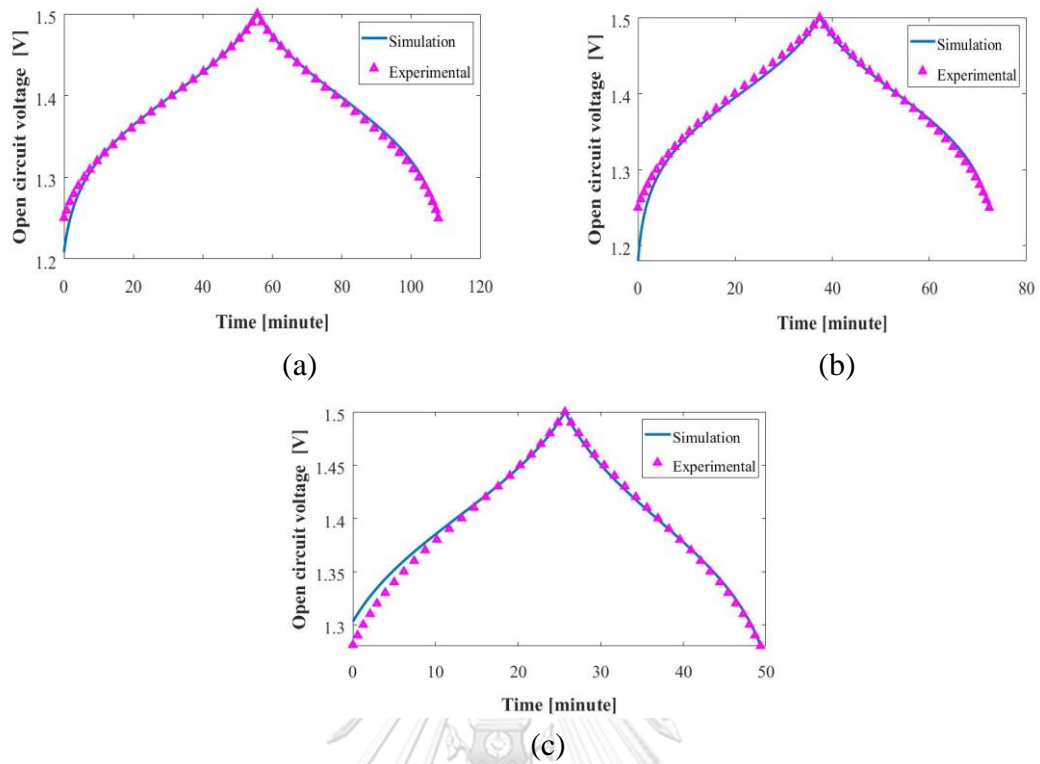 Open circuit voltage [V]
1.5
1.4
1.3
1.2
0
20
40
60
80
100
120
Time [minute]
Simulation
Experimental
(a)
Open circuit voltage [V]
1.5
1.4
1.3
1.2
0
20
40
60
80
Time [minute]
Simulation
Experimental
(b)
Open circuit voltage [V]
1.5
1.45
1.4
1.35
1.3
0
10
20
30
40
50
Time [minute]
Simulation
Experimental
(c)